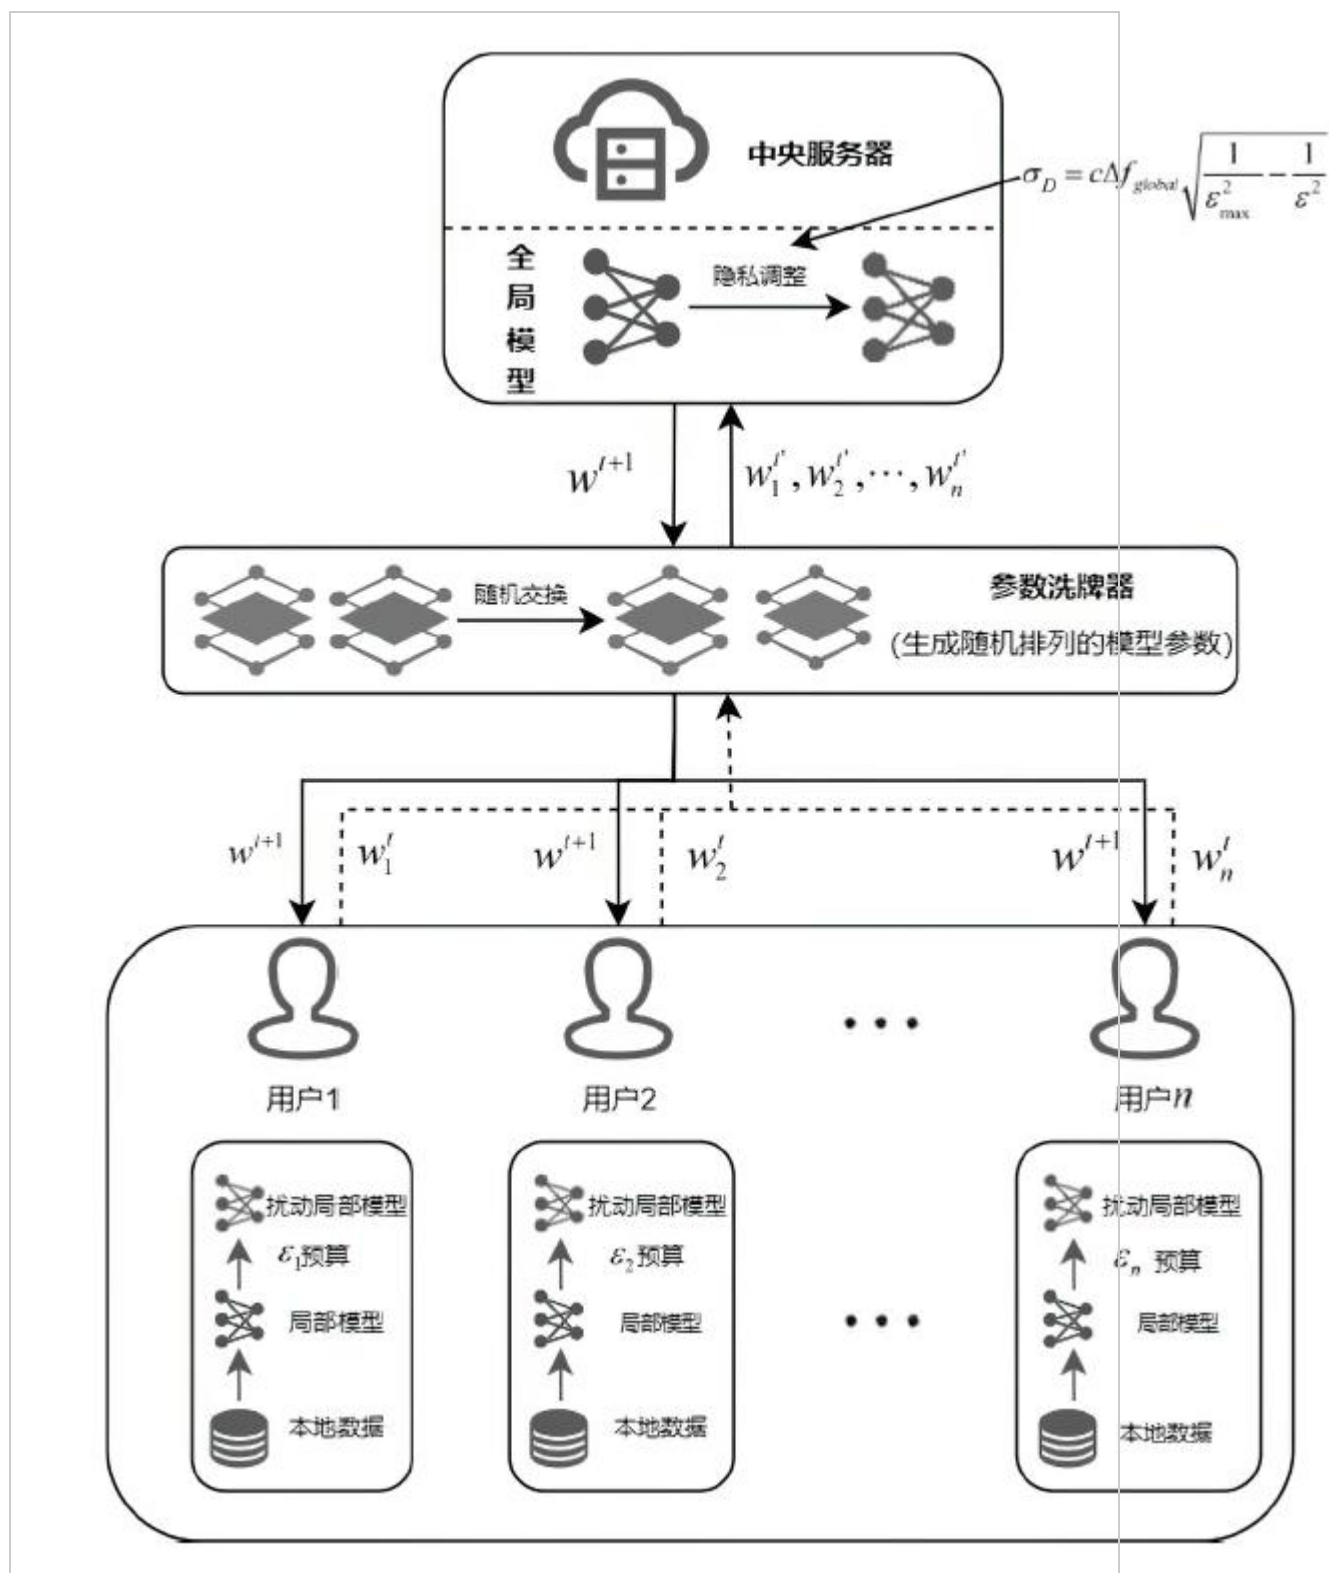 中央服务器
σ_D = cΔf_{global} √(1/ε²_{max} − 1/ε²)
全局模型
隐私调整
w^{t+1}
w_1^{t'}, w_2^{t'}, ⋯, w_n^{t'}
随机交换
参数洗牌器
(生成随机排列的模型参数)
w^{t+1} w_1^t w^{t+1} w_2^t w^{t+1} w_n^t
用户1 用户2 用户n
扰动局部模型 扰动局部模型 扰动局部模型
ε_1预算 ε_2预算 ε_n 预算
局部模型 局部模型 局部模型
本地数据 本地数据 本地数据